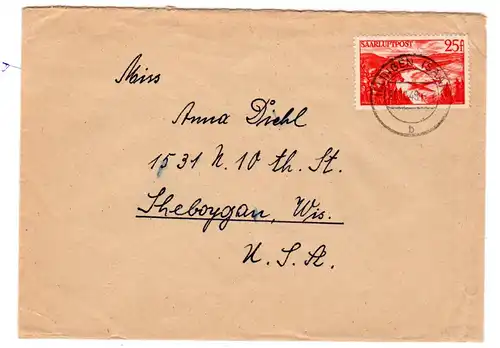 SAARLUFTPOST 25F
Miss
Anna Diehl
1531 N. 10 th. St.
Sheboygan, Wis.
U.S.A.
b